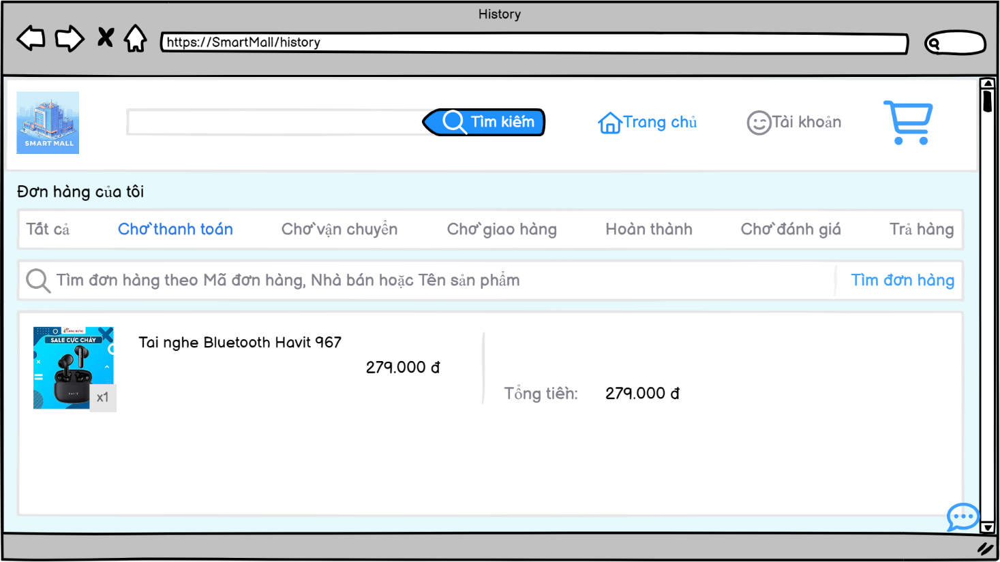 History
https://SmartMall/history
SMART MALL
Tìm kiếm
Trang chủ
Tài khoản
Đơn hàng của tôi
Tất cả
Chờ thanh toán
Chờ vận chuyển
Chờ giao hàng
Hoàn thành
Chờ đánh giá
Trả hàng
Tìm đơn hàng theo Mã đơn hàng, Nhà bán hoặc Tên sản phẩm
Tìm đơn hàng
SALE CỰC CHÁY
HAVIT
x1
Tai nghe Bluetooth Havit 967
279.000 đ
Tổng tiền:
279.000 đ